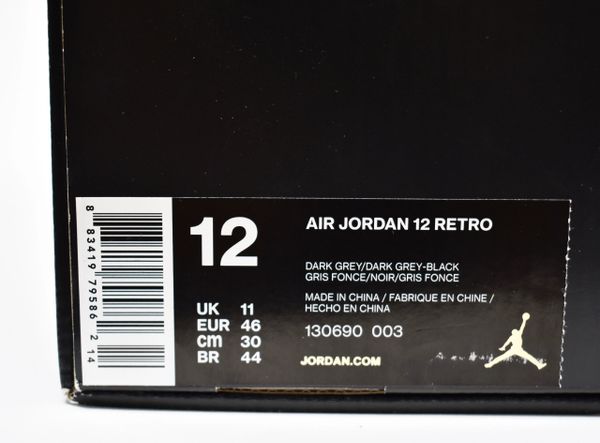 8 83419 79586 2 14
12
AIR JORDAN 12 RETRO
DARK GREY/DARK GREY-BLACK
GRIS FONCE/NOIR/GRIS FONCE
MADE IN CHINA / FABRIQUE EN CHINE /
HECHO EN CHINA
UK 11
EUR 46
cm 30
BR 44
130690 003
JORDAN.COM